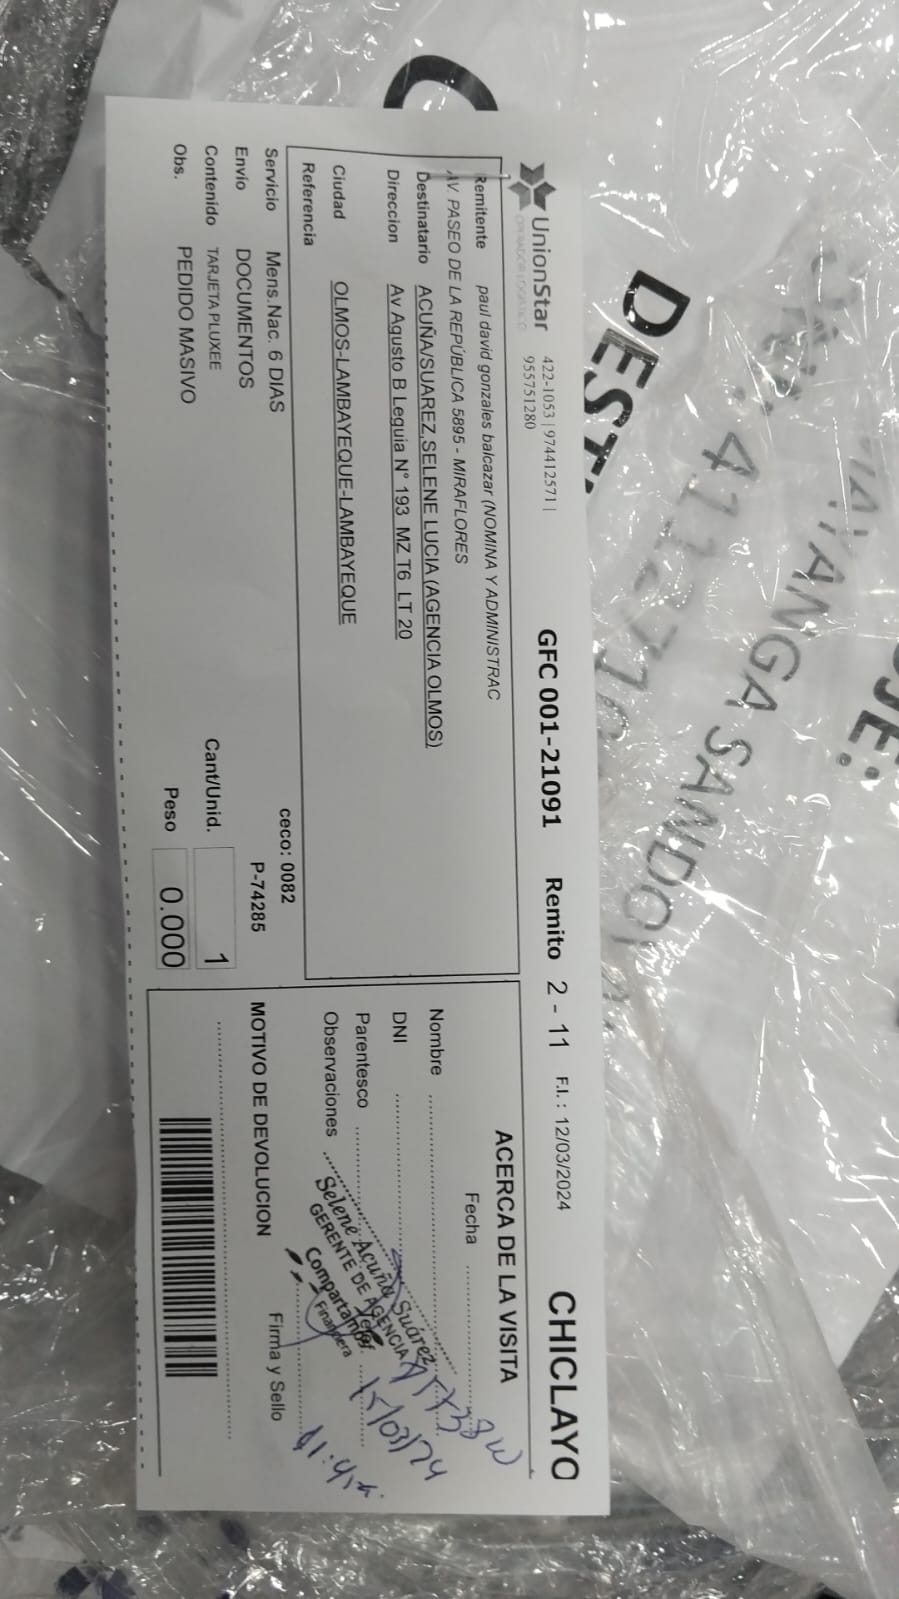 UnionStar
OPERADOR LOGISTICO
422-1053 | 974412571 |
955751280
GFC 001-21091
Remito 2 - 11
F.I. : 12/03/2024
CHICLAYO
Remitente paul david gonzales balcazar (NOMINA Y ADMINISTRAC
AV. PASEO DE LA REPÚBLICA 5895 - MIRAFLORES
Destinatario ACUÑA/SUAREZ,SELENE LUCIA (AGENCIA OLMOS)
Direccion Av Agusto B Leguia N° 193 MZ T6 LT 20
Ciudad OLMOS-LAMBAYEQUE-LAMBAYEQUE
Referencia
Servicio Mens.Nac. 6 DIAS
ceco: 0082
Envio DOCUMENTOS
P-74285
Contenido TARJETA PLUXEE
Cant/Unid. 1
Obs. PEDIDO MASIVO
Peso 0.000
ACERCA DE LA VISITA
Fecha
Nombre
DNI
Parentesco
Observaciones
Selene Acuña Suárez
GERENTE DE AGENCIA
Compartamos
Financiera
15/03/24
MOTIVO DE DEVOLUCION
Firma y Sello
DEST
SANDO